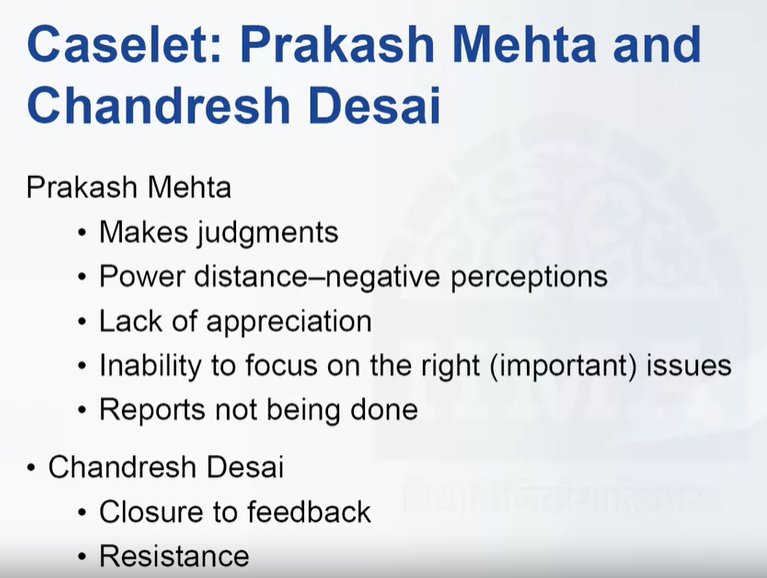 Caselet: Prakash Mehta and
Chandresh Desai
Prakash Mehta
• Makes judgments
• Power distance–negative perceptions
• Lack of appreciation
• Inability to focus on the right (important) issues
• Reports not being done
• Chandresh Desai
• Closure to feedback
• Resistance
IIMA